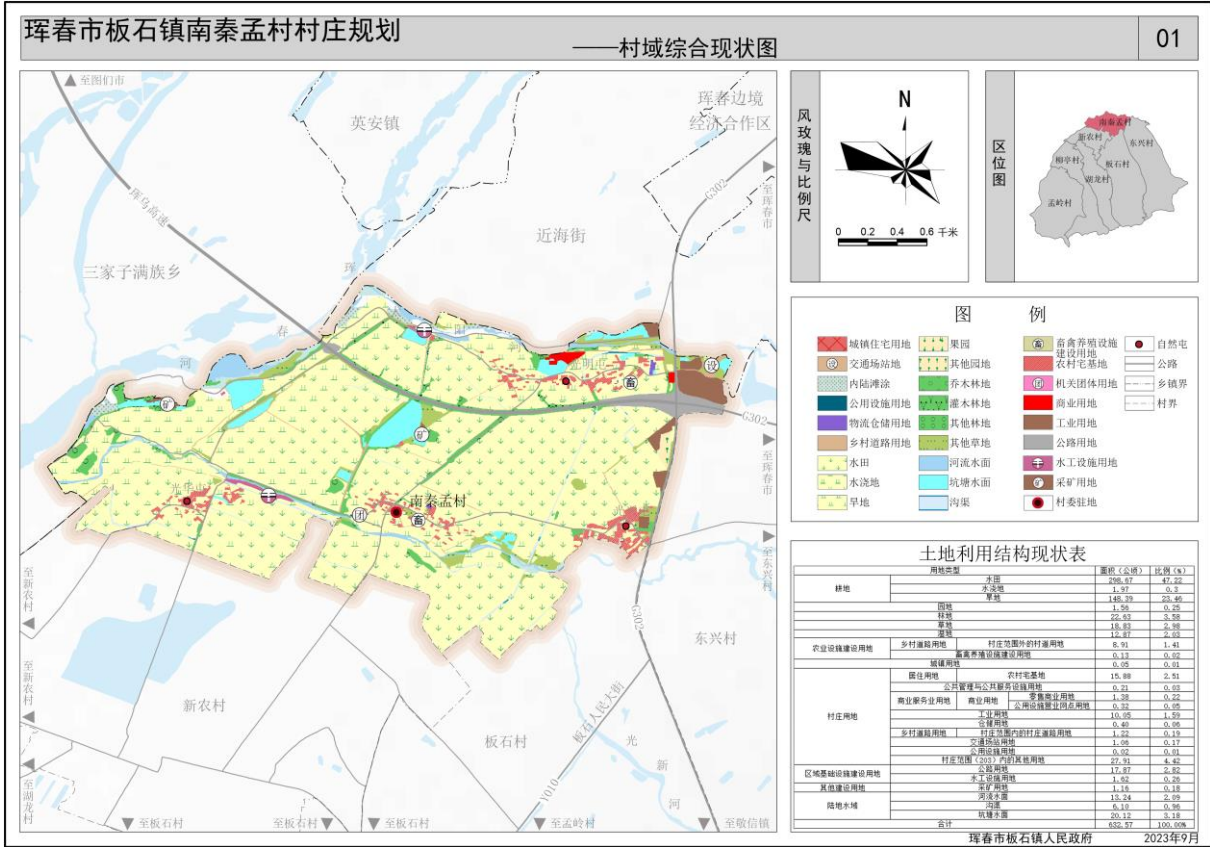 珲春市板石镇南秦孟村村庄规划
——村域综合现状图
01
至图们市
英安镇
珲春边境
经济合作区
珲乌高速
G302
至珲春市
近海街
三家子满族乡
珲
春
河
光明屯
设
畜
矿
矿
G302
至珲春市
光华屯
团
南秦孟村
畜
至东兴村
至新农村
G302
东兴村
至新农村
新农村
板石人民大街
板石村
光
新
河
至湖龙村
Y010
至板石村
至板石村
至孟岭村
至敬信镇
风玫瑰与比例尺
N
0 0.2 0.4 0.6 千米
区位图
南秦孟村
新农村
东兴村
柳亭村
板石村
湖龙村
孟岭村
图 例
城镇住宅用地 果园 畜 畜禽养殖设施建设用地 自然屯
设 交通场站地 其他园地 农村宅基地 公路
内陆滩涂 乔木林地 团 机关团体用地 乡镇界
公用设施用地 灌木林地 商业用地 村界
物流仓储用地 其他林地 工业用地
乡村道路用地 其他草地 公路用地
水田 河流水面 水工设施用地
水浇地 坑塘水面 矿 采矿用地
旱地 沟渠 村委驻地
土地利用结构现状表
用地类型 面积（公顷） 比例（%）
耕地 水田 298.67 47.22
水浇地 1.97 0.3
旱地 148.39 23.46
园地 1.56 0.25
林地 22.63 3.58
草地 18.83 2.98
湿地 12.87 2.03
农业设施建设用地 乡村道路用地 村庄范围外的村道用地 8.91 1.41
畜禽养殖设施建设用地 0.13 0.02
城镇用地 0.05 0.01
村庄用地 居住用地 农村宅基地 15.88 2.51
公共管理与公共服务设施用地 0.21 0.03
商业服务业用地 商业用地 零售商业用地 1.38 0.22
公用设施营业网点用地 0.32 0.05
工业用地 10.05 1.59
仓储用地 0.40 0.06
乡村道路用地 村庄范围内的村庄道路用地 1.22 0.19
交通场站用地 1.06 0.17
公用设施用地 0.02 0.01
村庄范围（203）内的其他用地 27.91 4.42
区域基础设施建设用地 公路用地 17.87 2.82
水工设施用地 1.62 0.26
其他建设用地 采矿用地 1.16 0.18
陆地水域 河流水面 13.24 2.09
沟渠 6.10 0.96
坑塘水面 20.12 3.18
合计 632.57 100.00%
珲春市板石镇人民政府 2023年9月